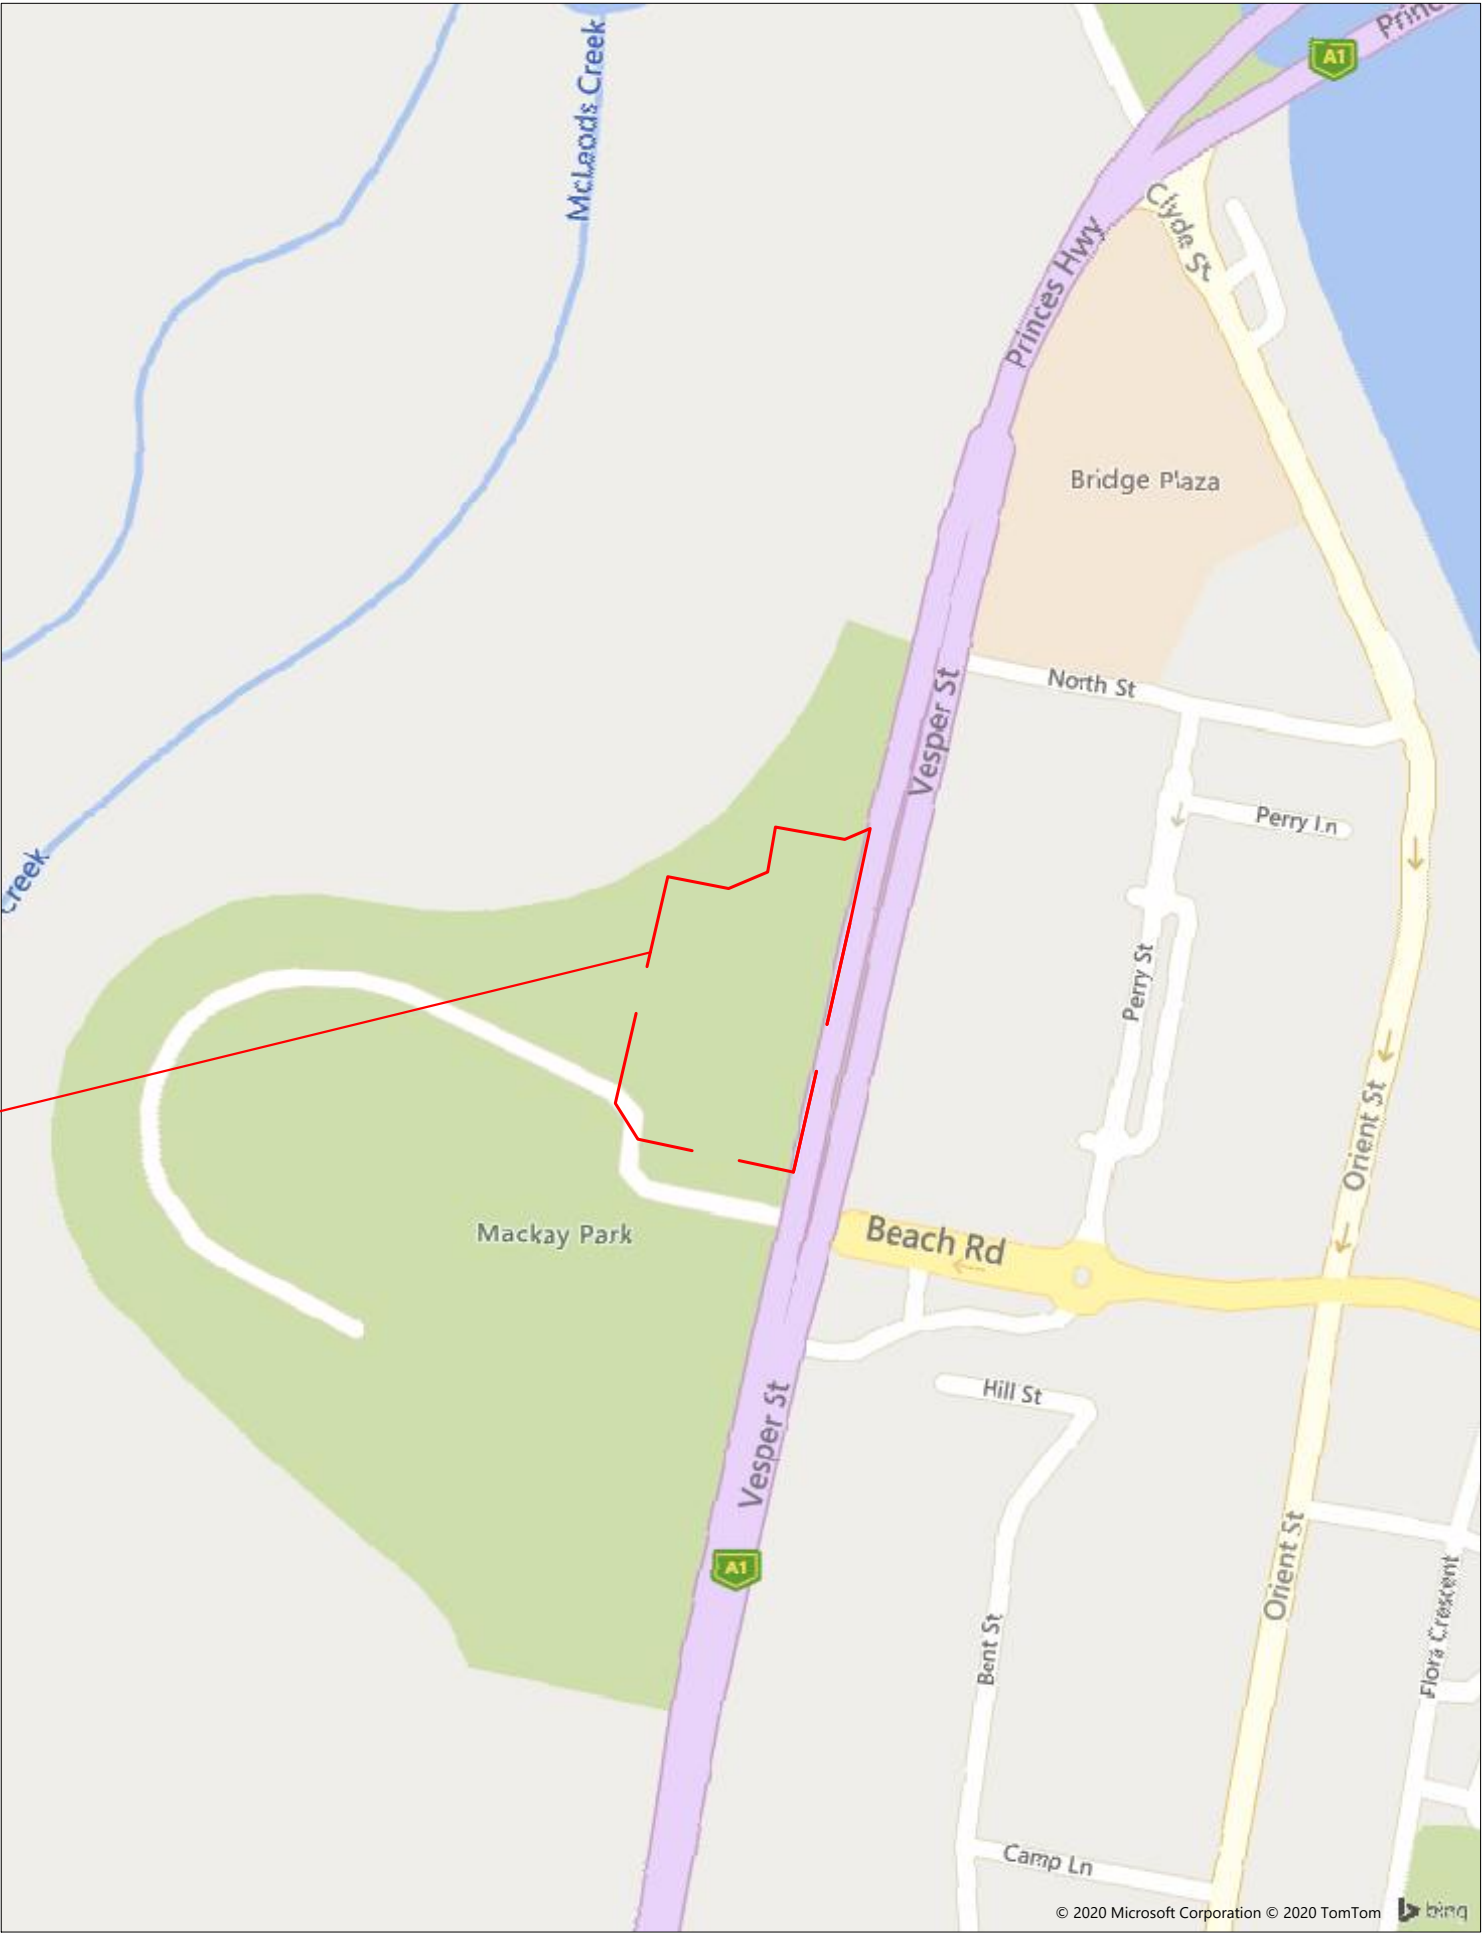 Princ
A1
McLeods Creek
Clyde St
Princes Hwy
Bridge Plaza
North St
Vesper St
Perry Ln
Creek
Perry St
Orient St
Mackay Park
Beach Rd
Hill St
Vesper St
A1
Orient St
Flora Crescent
Bent St
Camp Ln
© 2020 Microsoft Corporation © 2020 TomTom
bing